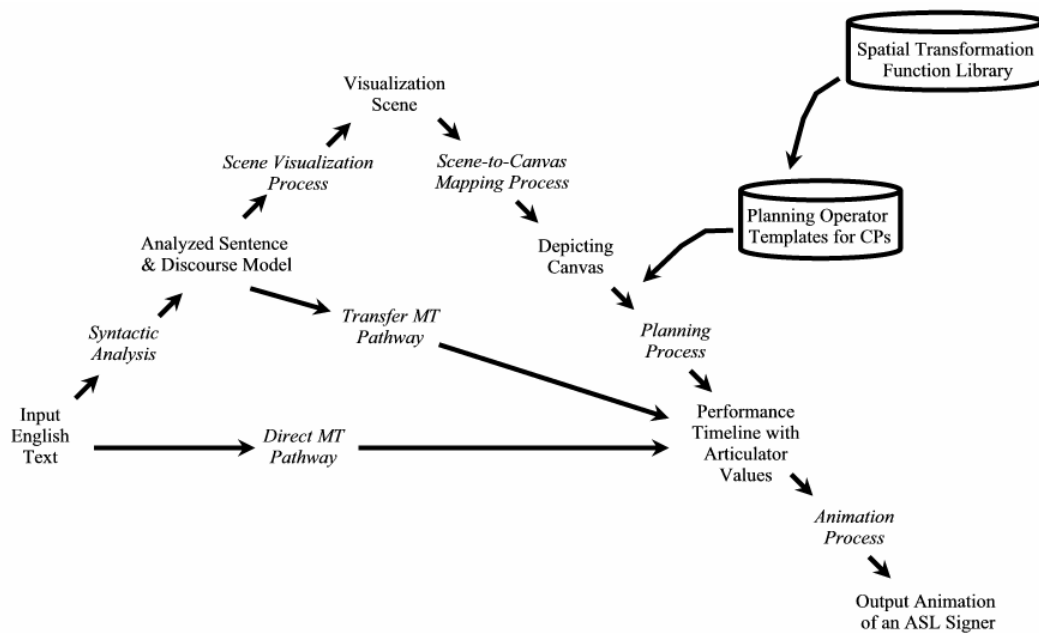 Spatial Transformation
Function Library
Visualization
Scene
Scene Visualization
Process
Scene-to-Canvas
Mapping Process
Planning Operator
Templates for CPs
Analyzed Sentence
& Discourse Model
Depicting
Canvas
Syntactic
Analysis
Transfer MT
Pathway
Planning
Process
Input
English
Text
Direct MT
Pathway
Performance
Timeline with
Articulator
Values
Animation
Process
Output Animation
of an ASL Signer